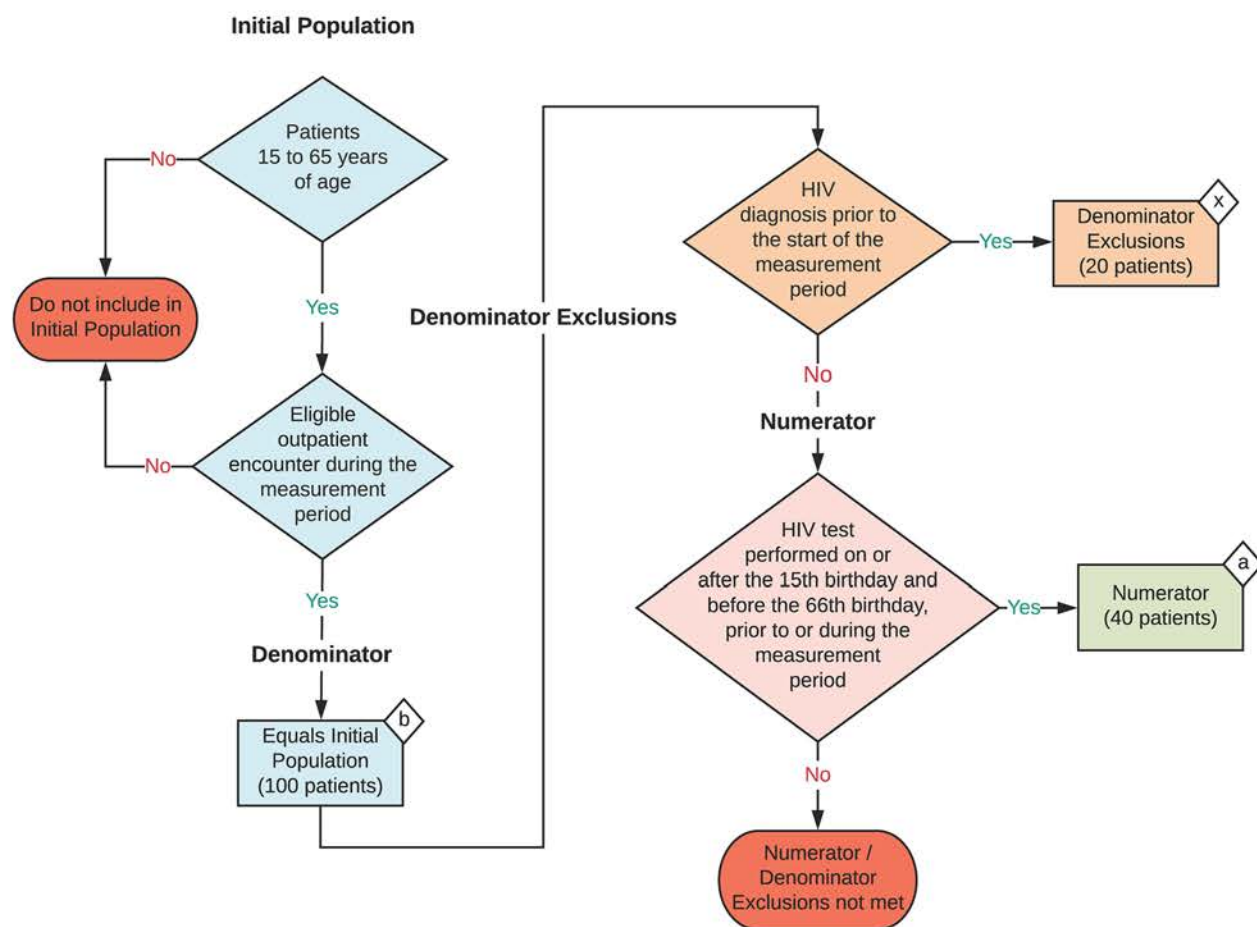 Initial Population
Patients
15 to 65 years
of age
No
Yes
Do not include in
Initial Population
Eligible
outpatient
encounter during the
measurement
period
No
Yes
Denominator
b
Equals Initial
Population
(100 patients)
Denominator Exclusions
HIV
diagnosis prior to
the start of the
measurement
period
Yes
x
Denominator
Exclusions
(20 patients)
No
Numerator
HIV test
performed on or
after the 15th birthday and
before the 66th birthday,
prior to or during the
measurement
period
Yes
a
Numerator
(40 patients)
No
Numerator /
Denominator
Exclusions not met